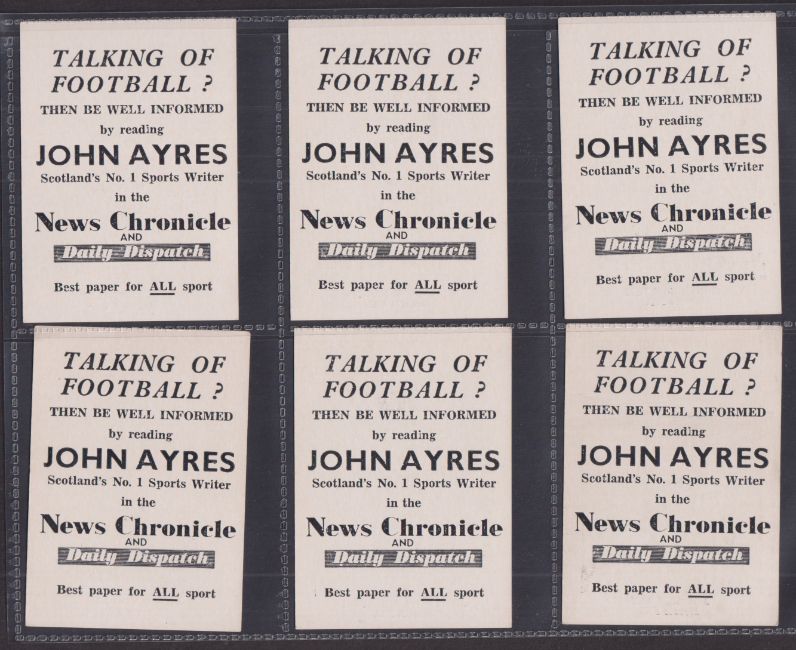 TALKING OF
FOOTBALL ?
THEN BE WELL INFORMED
by reading
JOHN AYRES
Scotland's No. 1 Sports Writer
in the
News Chronicle
AND
Daily Dispatch
Best paper for ALL sport
TALKING OF
FOOTBALL ?
THEN BE WELL INFORMED
by reading
JOHN AYRES
Scotland's No. 1 Sports Writer
in the
News Chronicle
AND
Daily Dispatch
Best paper for ALL sport
TALKING OF
FOOTBALL ?
THEN BE WELL INFORMED
by reading
JOHN AYRES
Scotland's No. 1 Sports Writer
in the
News Chronicle
AND
Daily Dispatch
Best paper for ALL sport
TALKING OF
FOOTBALL ?
THEN BE WELL INFORMED
by reading
JOHN AYRES
Scotland's No. 1 Sports Writer
in the
News Chronicle
AND
Daily Dispatch
Best paper for ALL sport
TALKING OF
FOOTBALL ?
THEN BE WELL INFORMED
by reading
JOHN AYRES
Scotland's No. 1 Sports Writer
in the
News Chronicle
AND
Daily Dispatch
Best paper for ALL sport
TALKING OF
FOOTBALL ?
THEN BE WELL INFORMED
by reading
JOHN AYRES
Scotland's No. 1 Sports Writer
in the
News Chronicle
AND
Daily Dispatch
Best paper for ALL sport